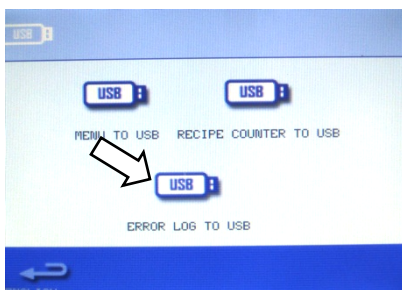 USB
USB USB
MENU TO USB RECIPE COUNTER TO USB
USB
ERROR LOG TO USB